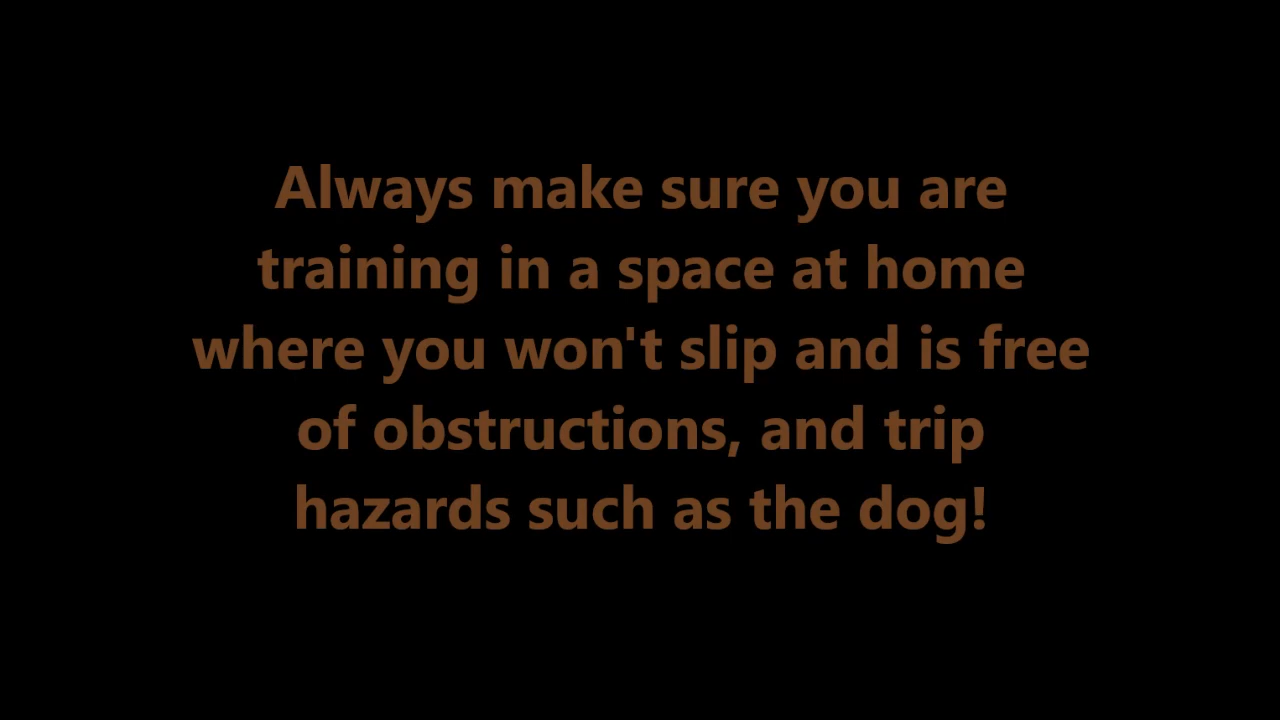 Always make sure you are
training in a space at home
where you won't slip and is free
of obstructions, and trip
hazards such as the dog!